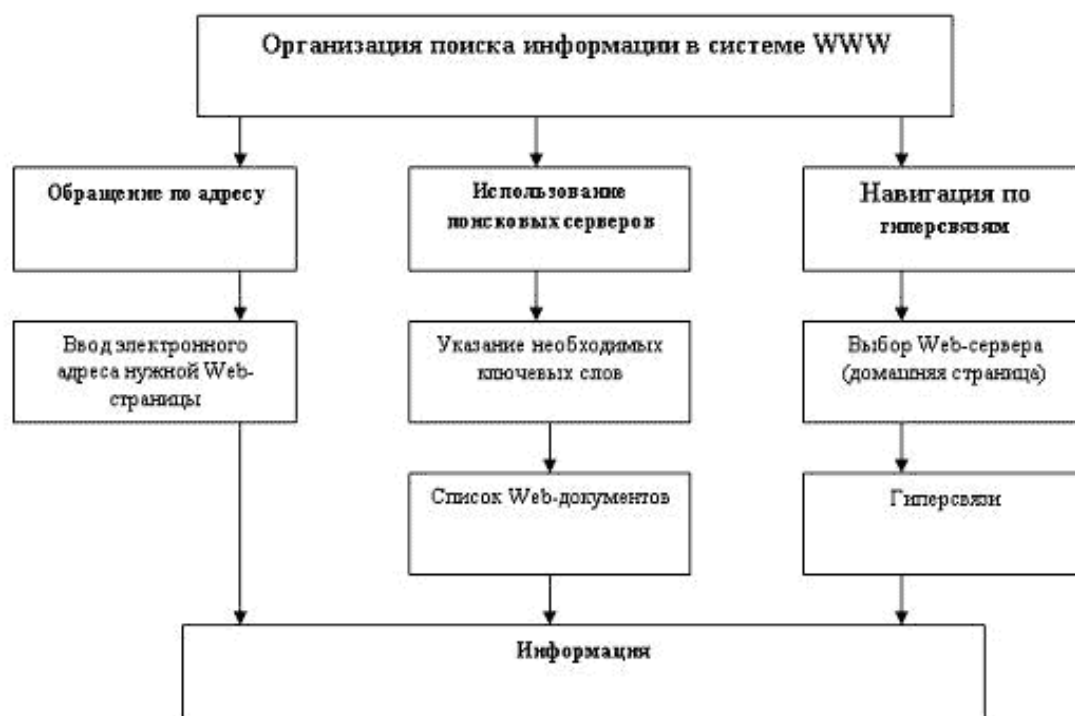 Организация поиска информации в системе WWW
Обращение по адресу
Использование
поисковых серверов
Навигация по
гиперсвязям
Ввод электронного
адреса нужной Web-
страницы
Указание необходимых
ключевых слов
Выбор Web-сервера
(домашняя страница)
Список Web-документов
Гиперсвязи
Информация